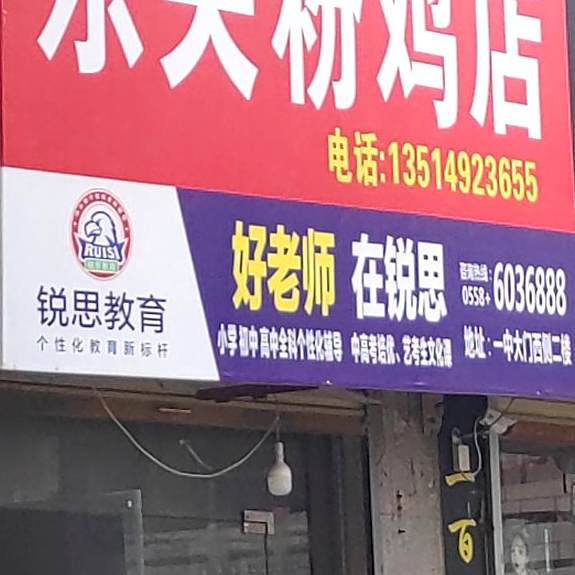 粉鸡店
电话:13514923655
RUISI
锐思教育
个性化教育新标杆
好老师 在锐思
咨询热线:
0558+6036888
小学 初中 高中全科个性化辅导 中高考培优、艺考生文化课
地址:一中大门西侧二楼
百